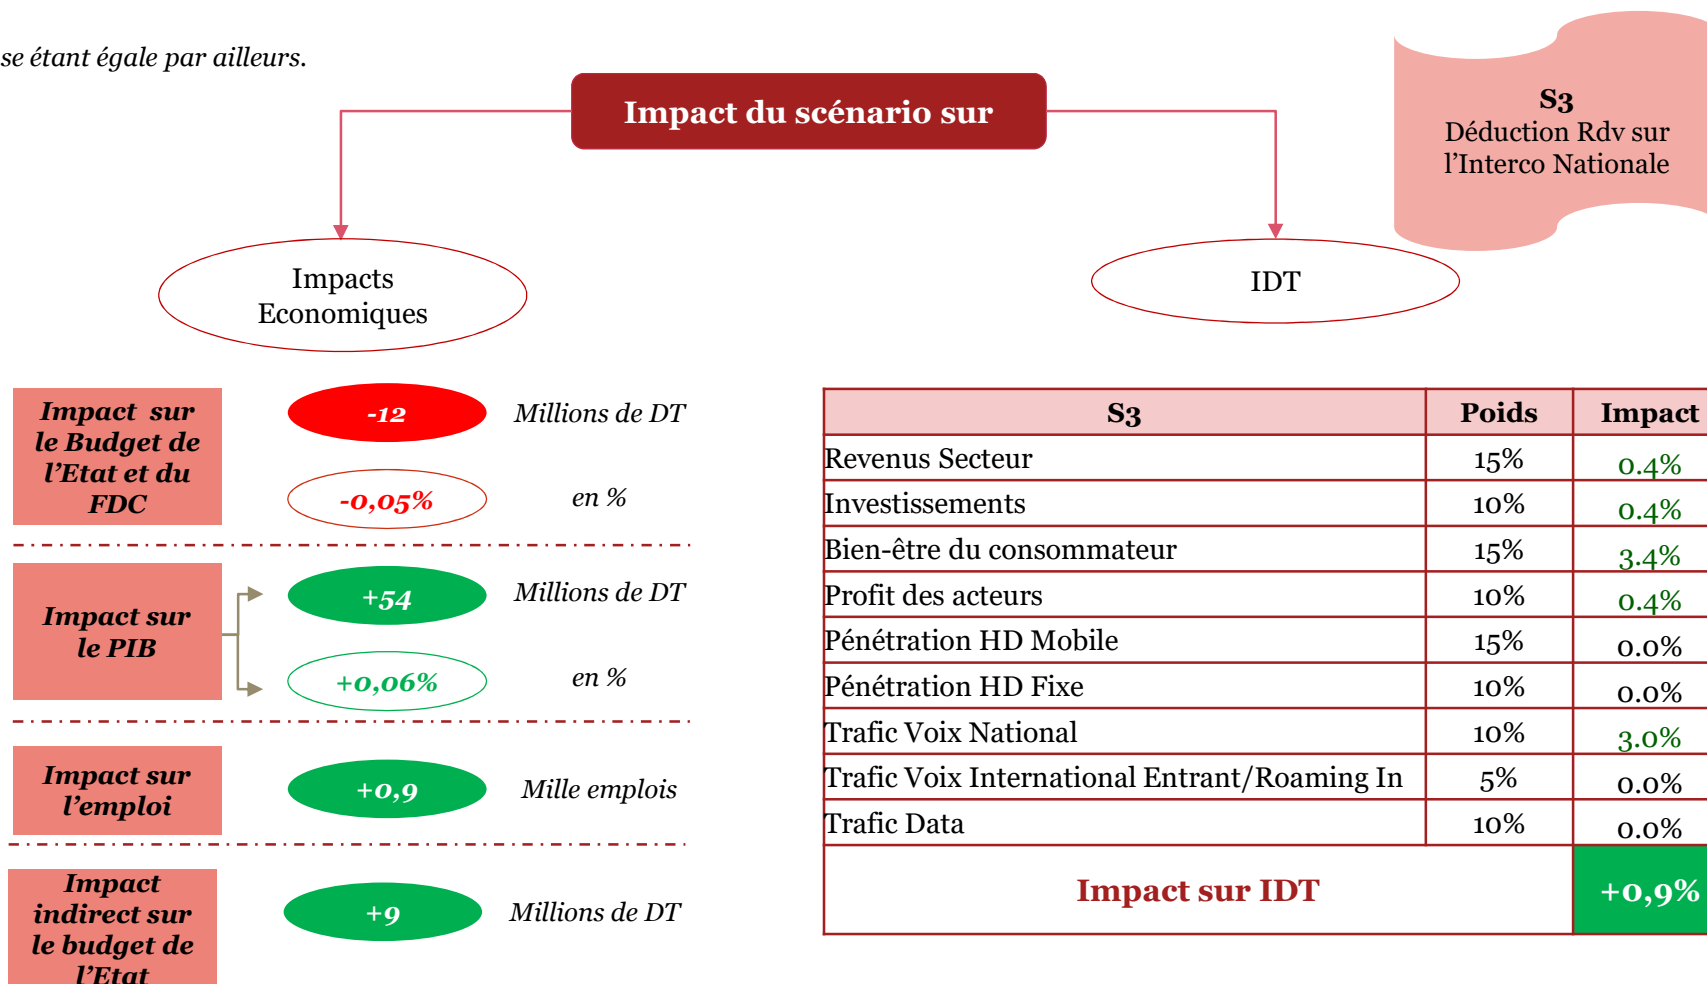 se étant égale par ailleurs.
Impact du scénario sur
S3
Déduction Rdv sur
l’Interco Nationale
Impacts
Economiques
IDT
Impact sur
le Budget de
l’Etat et du
FDC
-12
Millions de DT
-0,05%
en %
Impact sur
le PIB
+54
Millions de DT
+0,06%
en %
Impact sur
l’emploi
+0,9
Mille emplois
Impact
indirect sur
le budget de
l’Etat
+9
Millions de DT
S3 Poids Impact
Revenus Secteur 15% 0.4%
Investissements 10% 0.4%
Bien-être du consommateur 15% 3.4%
Profit des acteurs 10% 0.4%
Pénétration HD Mobile 15% 0.0%
Pénétration HD Fixe 10% 0.0%
Trafic Voix National 10% 3.0%
Trafic Voix International Entrant/Roaming In 5% 0.0%
Trafic Data 10% 0.0%
Impact sur IDT +0,9%